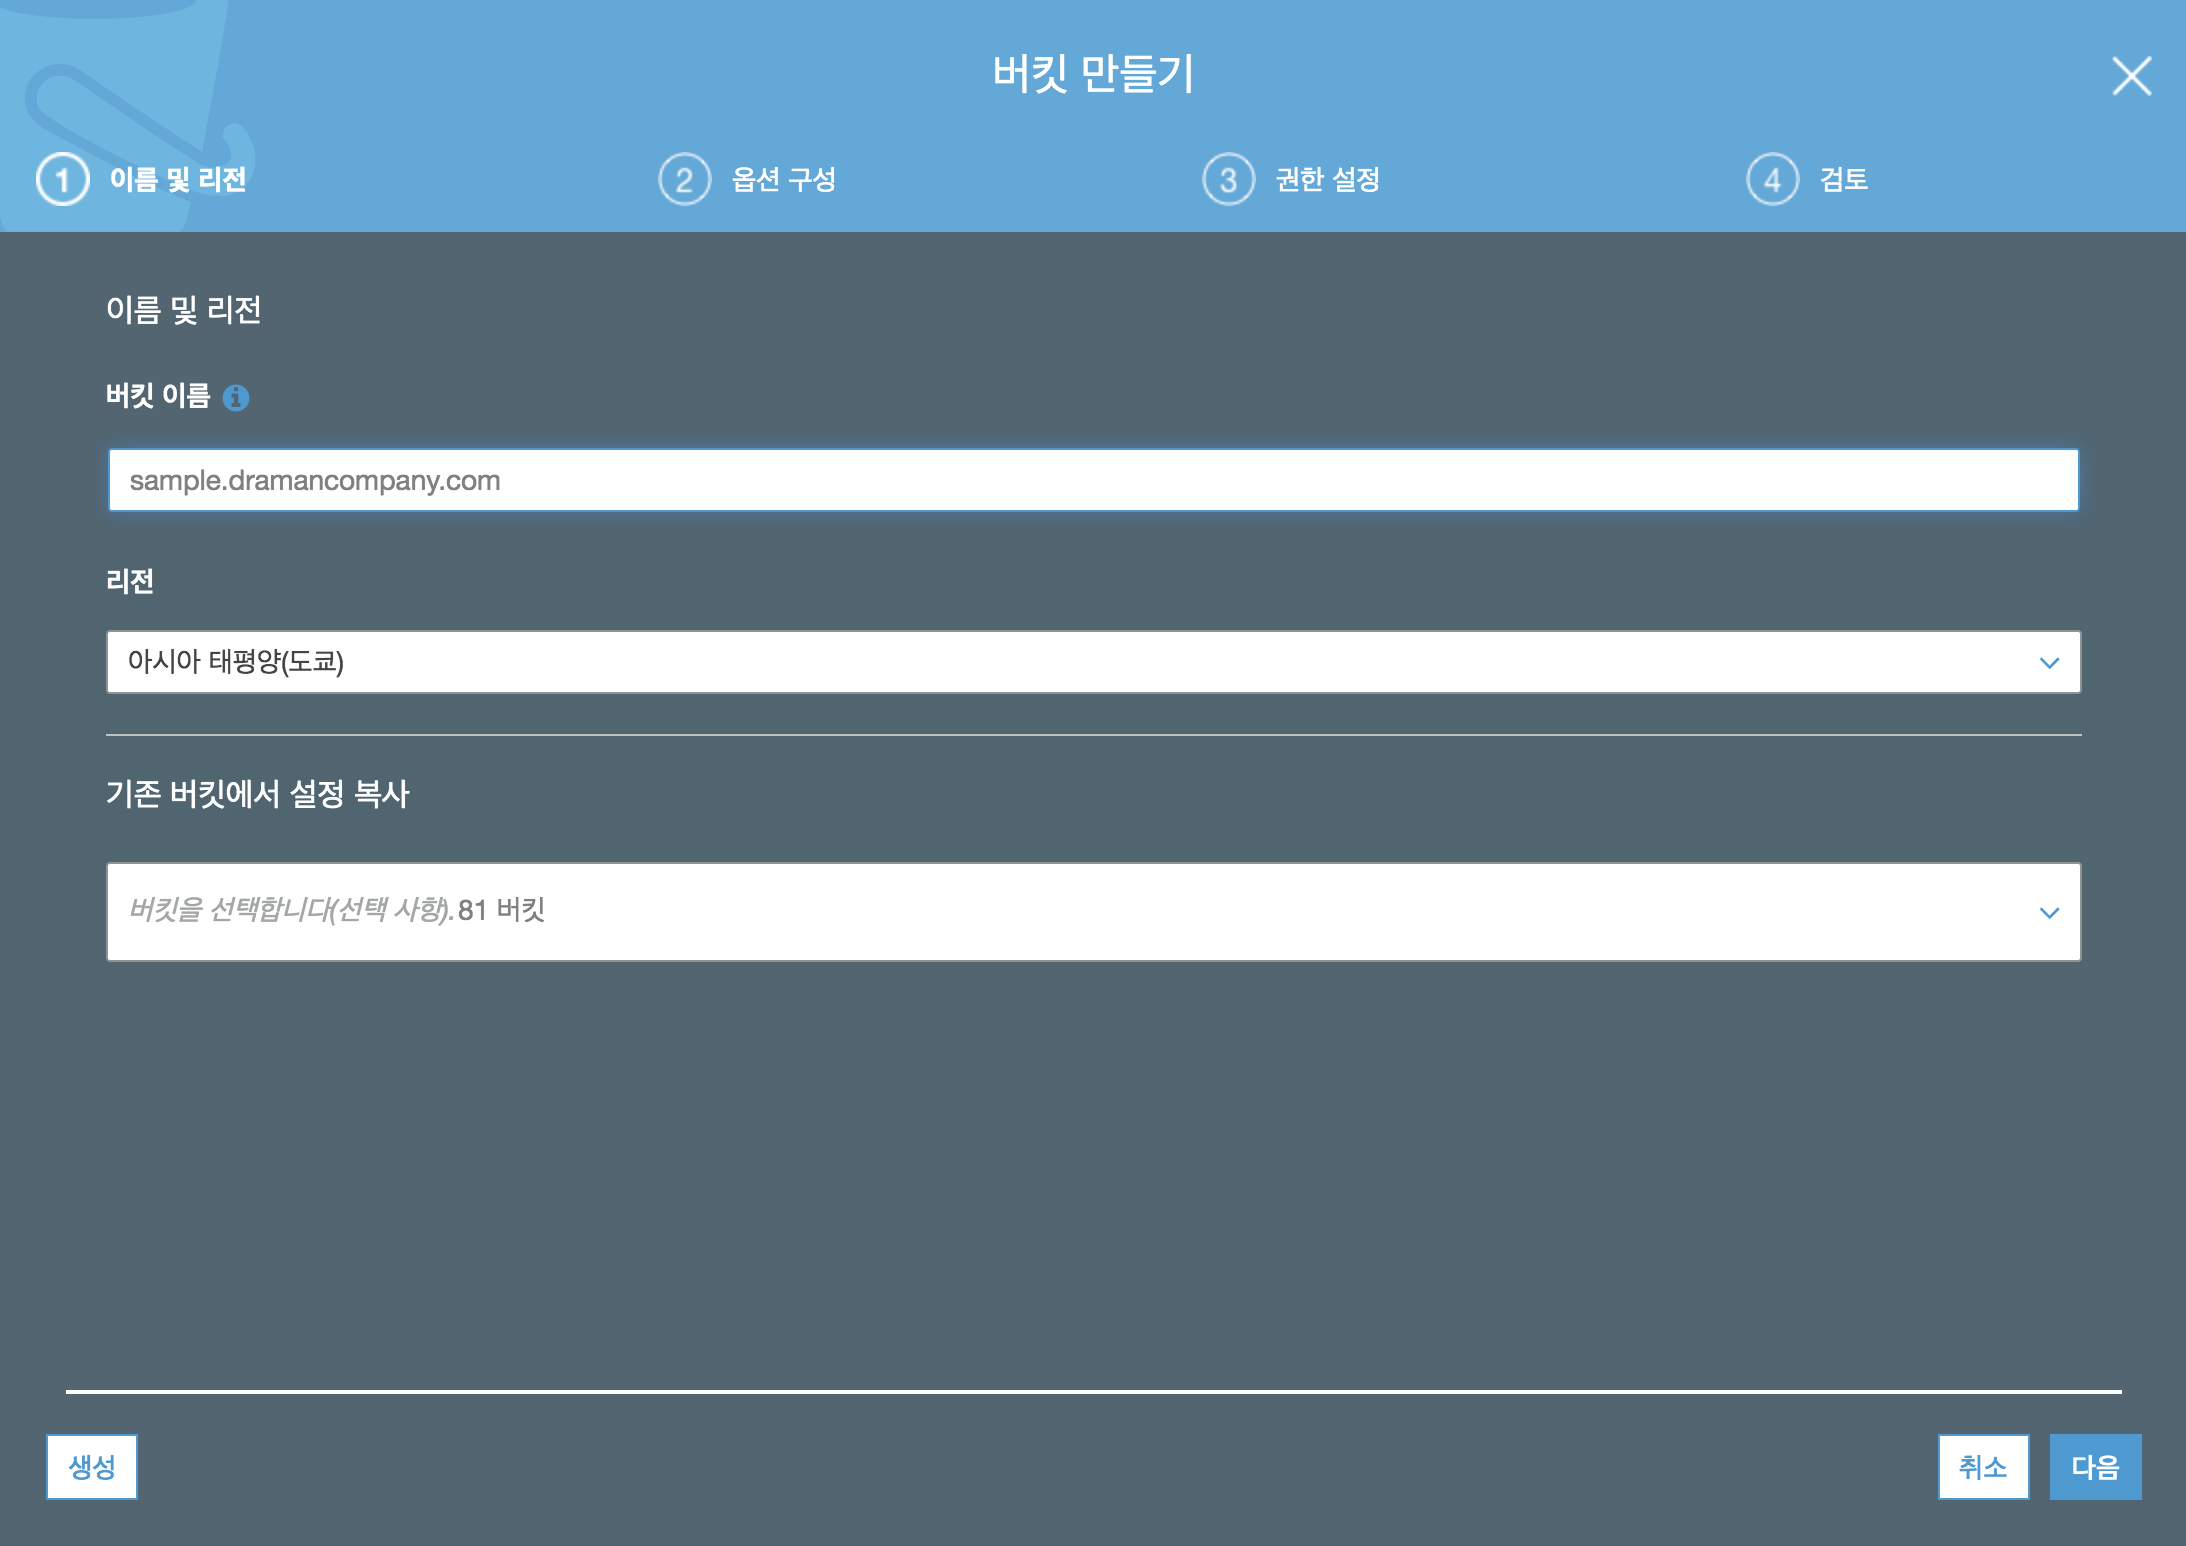 버킷 만들기
1 이름 및 리전
2 옵션 구성
3 권한 설정
4 검토
이름 및 리전
버킷 이름
sample.dramancompany.com
리전
아시아 태평양(도쿄)
기존 버킷에서 설정 복사
버킷을 선택합니다(선택 사항).81 버킷
생성
취소
다음